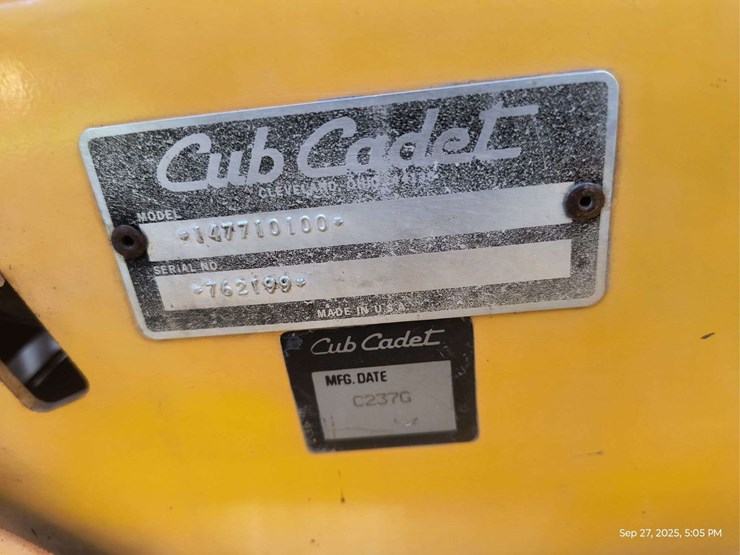 Cub Cadet
CLEVELAND, OHIO
MODEL
*147710100*
SERIAL NO.
*762199*
MADE IN U.S.A.
Cub Cadet
MFG. DATE
C237G
Sep 27, 2025, 5:05 PM